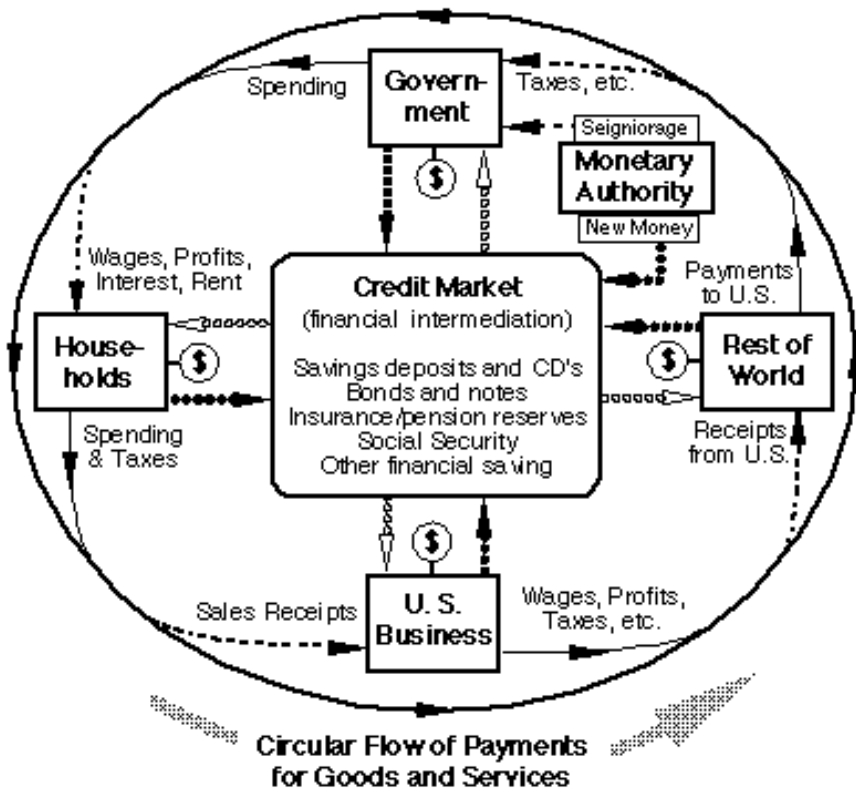 Spending
Govern-
ment
Taxes, etc.
Seigniorage
Monetary
Authority
New Money
$
Wages, Profits,
Interest, Rent
Credit Market
(financial intermediation)
Savings deposits and CD's
Bonds and notes
Insurance/pension reserves
Social Security
Other financial saving
Payments
to U.S.
House-
holds
$
$
Rest of
World
Spending
& Taxes
Receipts
from U.S.
$
Sales Receipts
U. S.
Business
Wages, Profits,
Taxes, etc.
Circular Flow of Payments
for Goods and Services